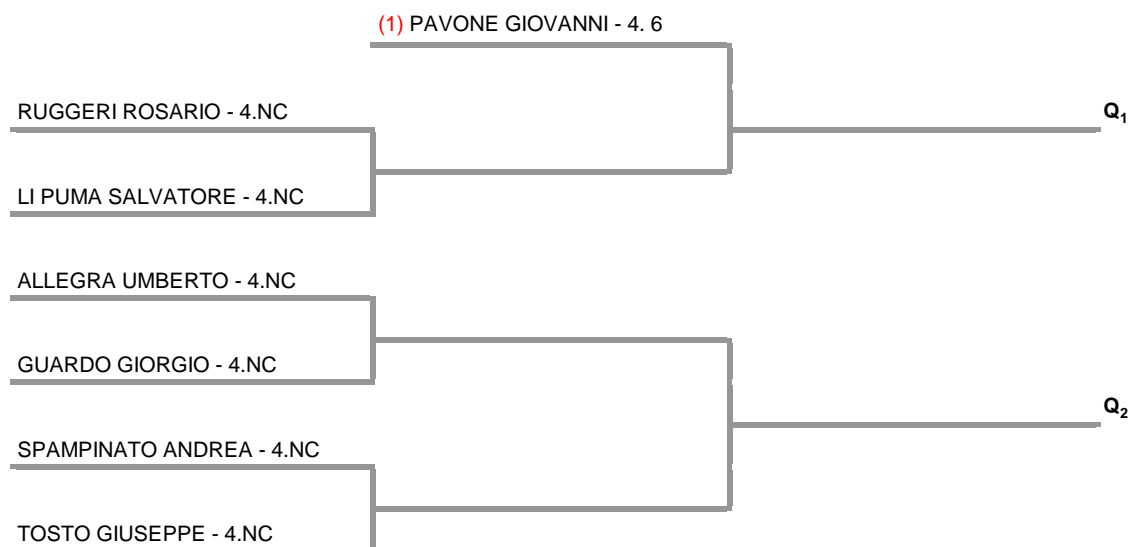 (1) PAVONE GIOVANNI - 4. 6
RUGGERI ROSARIO - 4.NC
Q1
LI PUMA SALVATORE - 4.NC
ALLEGRA UMBERTO - 4.NC
GUARDO GIORGIO - 4.NC
Q2
SPAMPINATO ANDREA - 4.NC
TOSTO GIUSEPPE - 4.NC